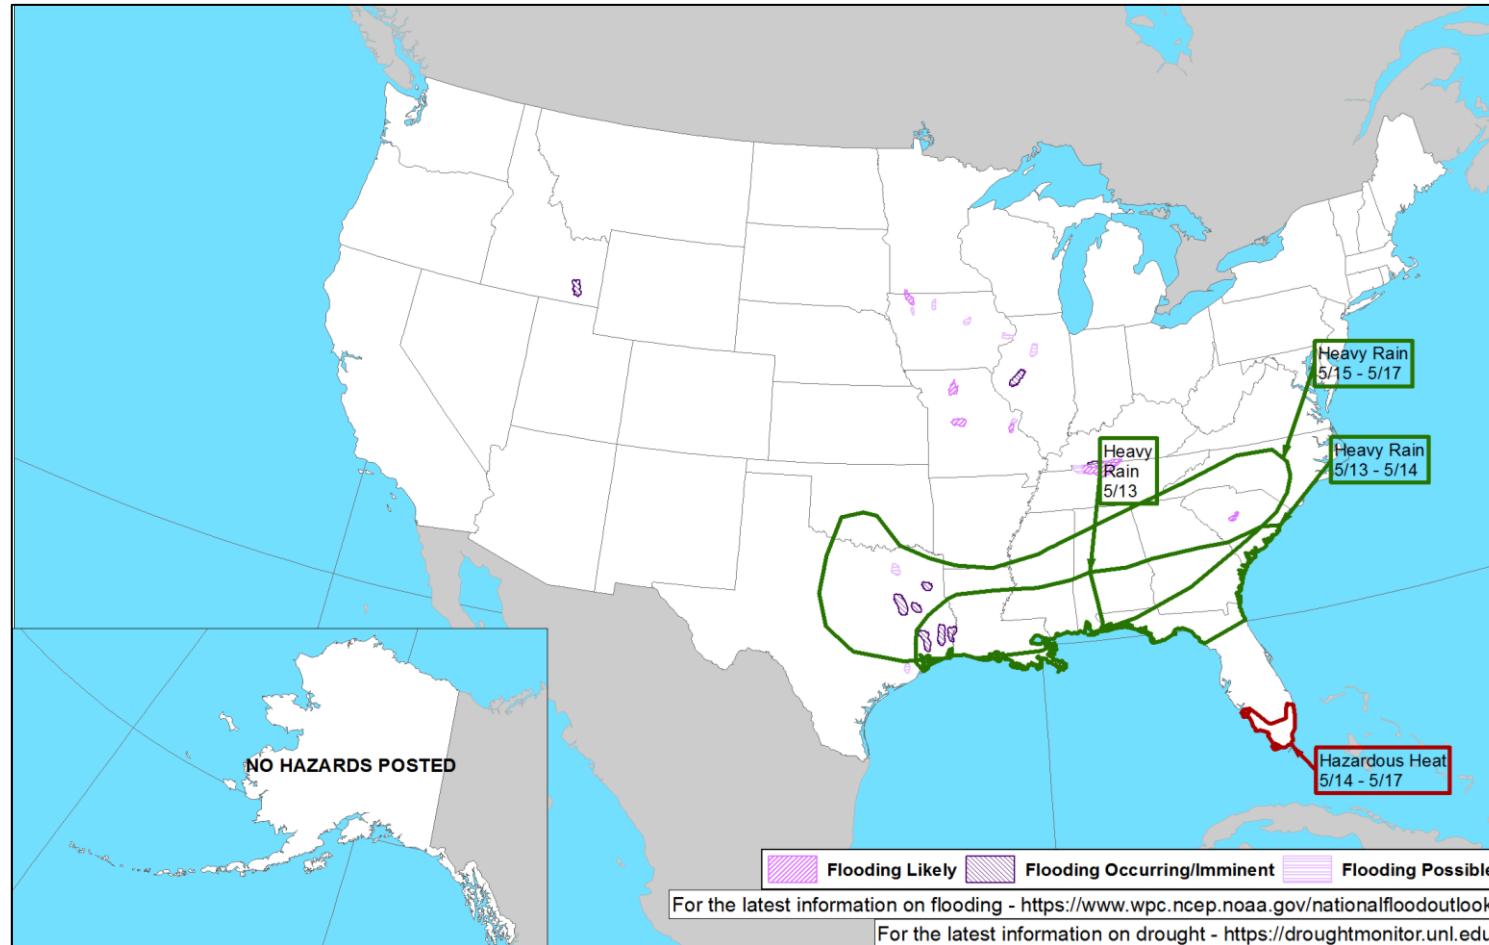 Heavy Rain
5/15 - 5/17
Heavy Rain
5/13 - 5/14
Heavy
Rain
5/13
NO HAZARDS POSTED
Hazardous Heat
5/14 - 5/17
Flooding Likely
Flooding Occurring/Imminent
Flooding Possible
For the latest information on flooding - https://www.wpc.ncep.noaa.gov/nationalfloodoutlook
For the latest information on drought - https://droughtmonitor.unl.edu